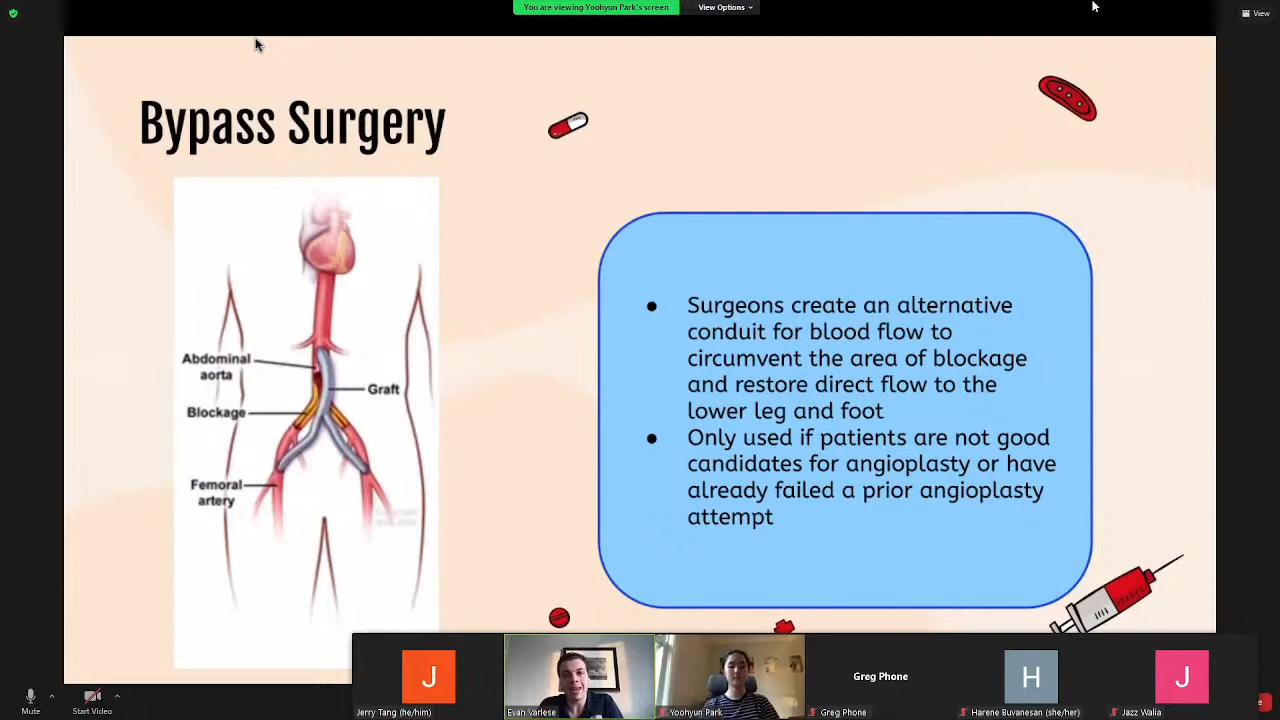 You are viewing Yoohyun Park's screen
View Options
View
Bypass Surgery
Abdominal
aorta
Blockage
Graft
Femoral
artery
● Surgeons create an alternative
conduit for blood flow to
circumvent the area of blockage
and restore direct flow to the
lower leg and foot
● Only used if patients are not good
candidates for angioplasty or have
already failed a prior angioplasty
attempt
J
Greg Phone
H
J
Jerry Tang (he/him)
Evan Varlese
Yoohyun Park
Greg Phone
Harene Buvanesan (she/her)
Jazz Walia
Mute
Start Video